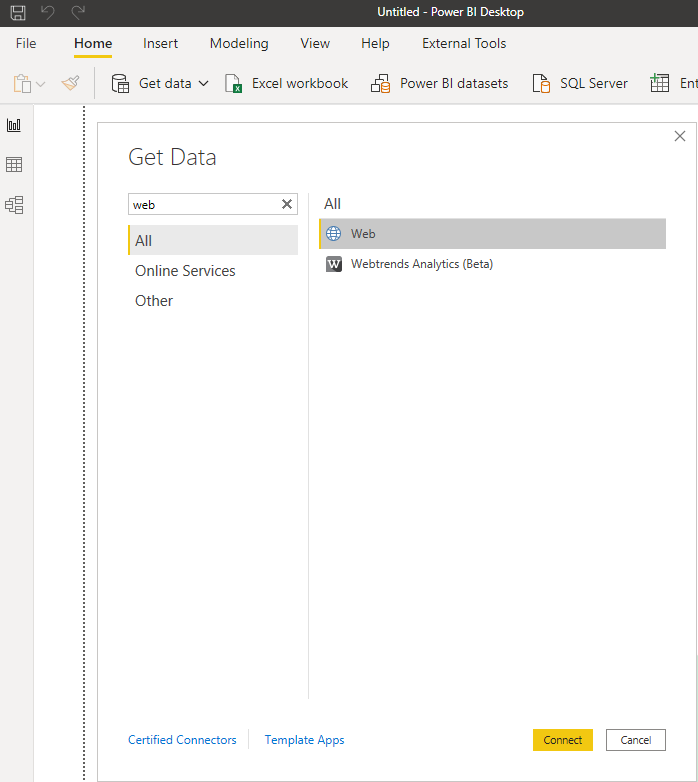 Untitled - Power BI Desktop
File Home Insert Modeling View Help External Tools
Get data Excel workbook Power BI datasets SQL Server Ent
Get Data
web
All
Online Services
Other
All
Web
W Webtrends Analytics (Beta)
Certified Connectors Template Apps Connect Cancel